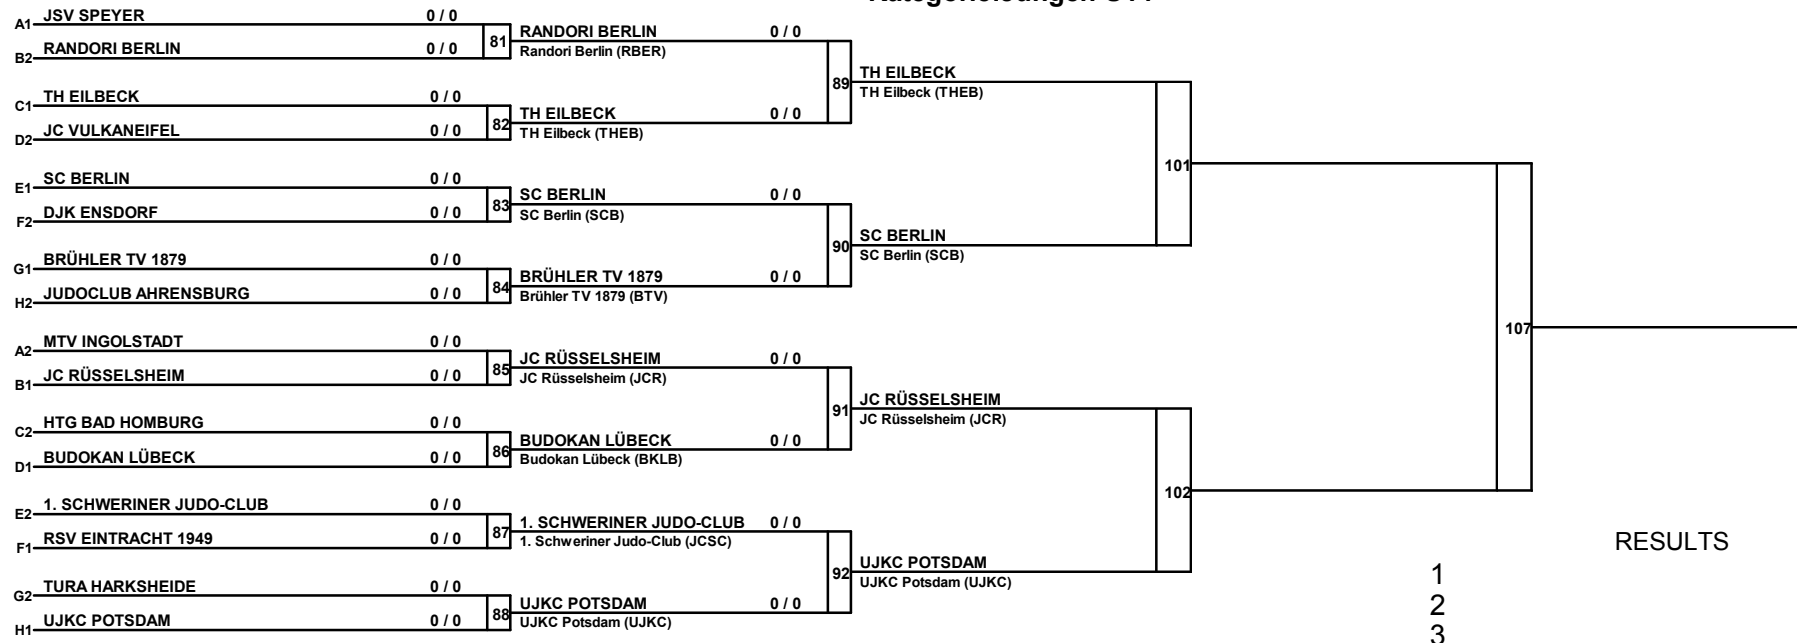 A1 JSV SPEYER 0 / 0
B2 RANDORI BERLIN 0 / 0
81
RANDORI BERLIN 0 / 0
Randori Berlin (RBER)
C1 TH EILBECK 0 / 0
D2 JC VULKANEIFEL 0 / 0
82
TH EILBECK 0 / 0
TH Eilbeck (THEB)
89
TH EILBECK
TH Eilbeck (THEB)
E1 SC BERLIN 0 / 0
F2 DJK ENSDORF 0 / 0
83
SC BERLIN 0 / 0
SC Berlin (SCB)
G1 BRÜHLER TV 1879 0 / 0
H2 JUDOCLUB AHRENSBURG 0 / 0
84
BRÜHLER TV 1879 0 / 0
Brühler TV 1879 (BTV)
90
SC BERLIN
SC Berlin (SCB)
101
A2 MTV INGOLSTADT 0 / 0
B1 JC RÜSSELSHEIM 0 / 0
85
JC RÜSSELSHEIM 0 / 0
JC Rüsselsheim (JCR)
C2 HTG BAD HOMBURG 0 / 0
D1 BUDOKAN LÜBECK 0 / 0
86
BUDOKAN LÜBECK 0 / 0
Budokan Lübeck (BKLB)
91
JC RÜSSELSHEIM
JC Rüsselsheim (JCR)
E2 1. SCHWERINER JUDO-CLUB 0 / 0
F1 RSV EINTRACHT 1949 0 / 0
87
1. SCHWERINER JUDO-CLUB 0 / 0
1. Schweriner Judo-Club (JCSC)
G2 TURA HARKSHEIDE 0 / 0
H1 UJKC POTSDAM 0 / 0
88
UJKC POTSDAM 0 / 0
UJKC Potsdam (UJKC)
92
UJKC POTSDAM
UJKC Potsdam (UJKC)
102
107
RESULTS
1
2
3